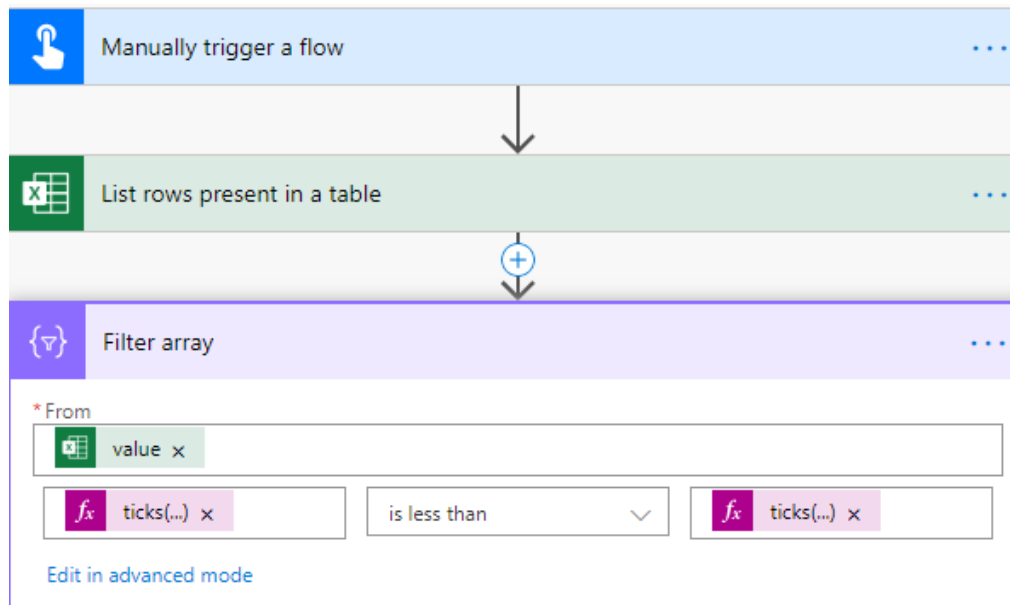 Manually trigger a flow
List rows present in a table
Filter array
* From
value ×
ticks(...) × is less than ticks(...) ×
Edit in advanced mode